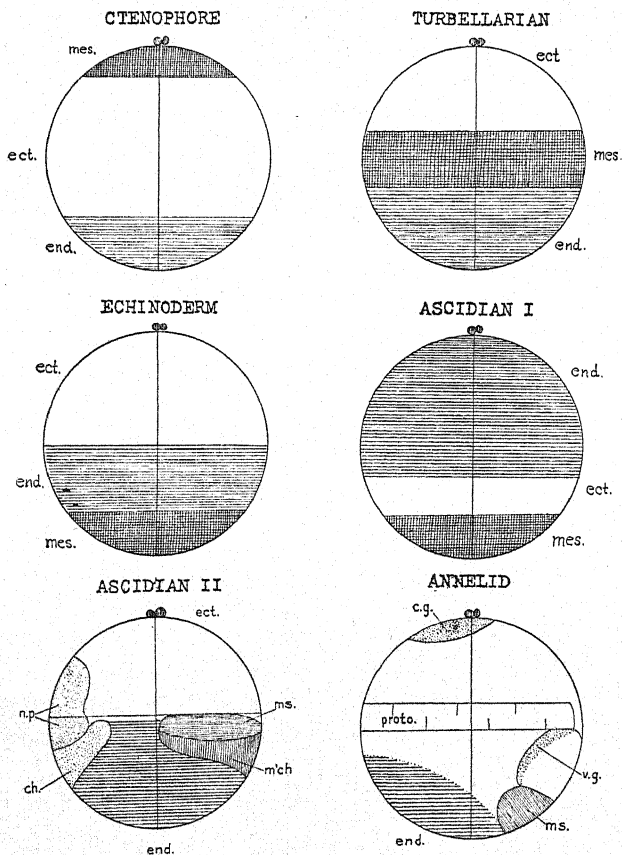 CTENOPHORE
mes.
ect.
end.
TURBELLARIAN
ect
mes.
end.
ECHINODERM
ect.
end.
mes.
ASCIDIAN I
end.
ect.
mes.
ASCIDIAN II
ect.
n.p.
ms.
ch.
m'ch
end.
ANNELID
c.g.
proto.
v.g.
ms.
end.